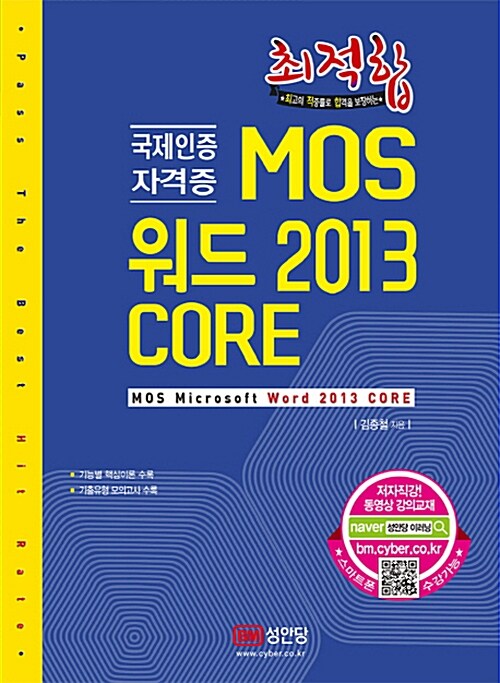 • Pass The Best Hit Rate •
최적합
최고의 적중률로 합격을 보장하는
국제인증
자격증
MOS
워드 2013
CORE
MOS Microsoft Word 2013 CORE
| 김종철 지음 |
• 기능별 핵심이론 수록
• 기출유형 모의고사 수록
저자직강!
동영상 강의교재
naver 성안당 이러닝
bm.cyber.co.kr
스마트폰 수강가능
BM 성안당
www.cyber.co.kr